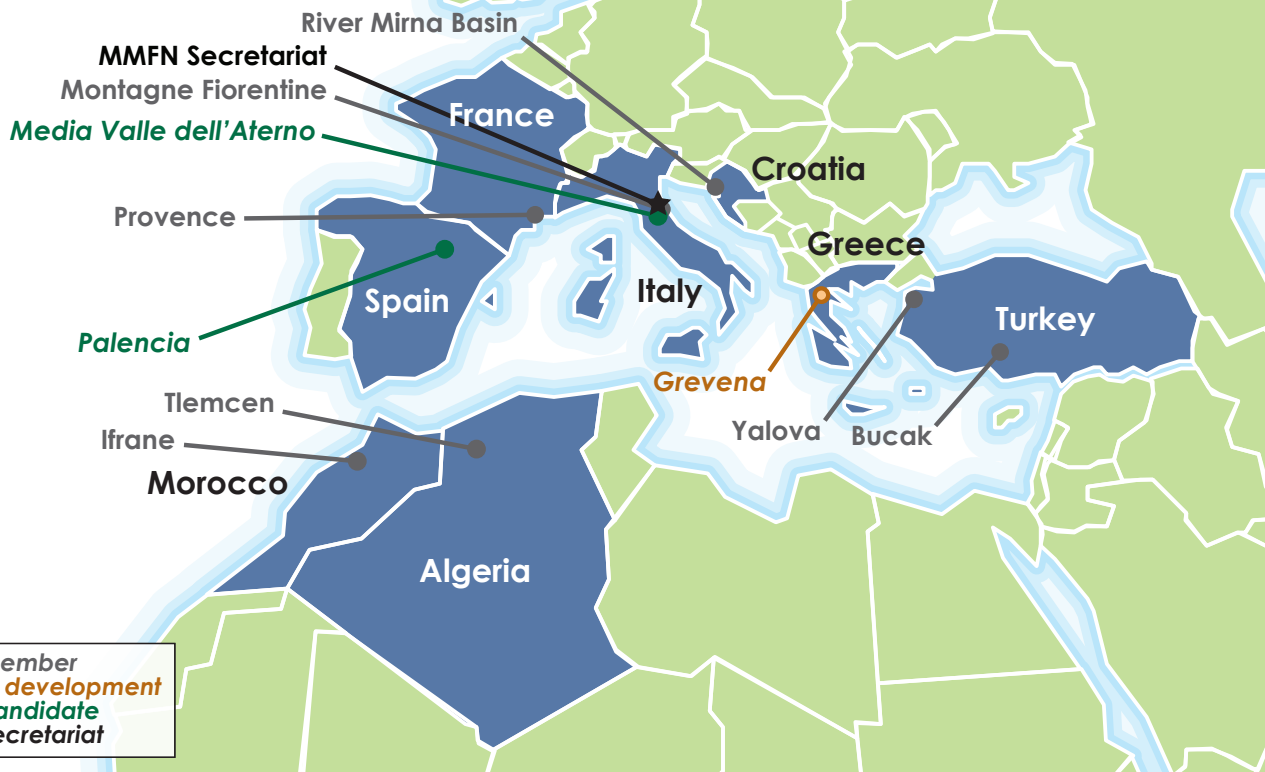 River Mirna Basin
MMFN Secretariat
Montagne Fiorentine
Media Valle dell'Aterno
France
Croatia
Provence
Greece
Spain
Italy
Turkey
Palencia
Grevena
Tlemcen
Yalova
Bucak
Ifrane
Morocco
Algeria
ember
development
andidate
ecretariat